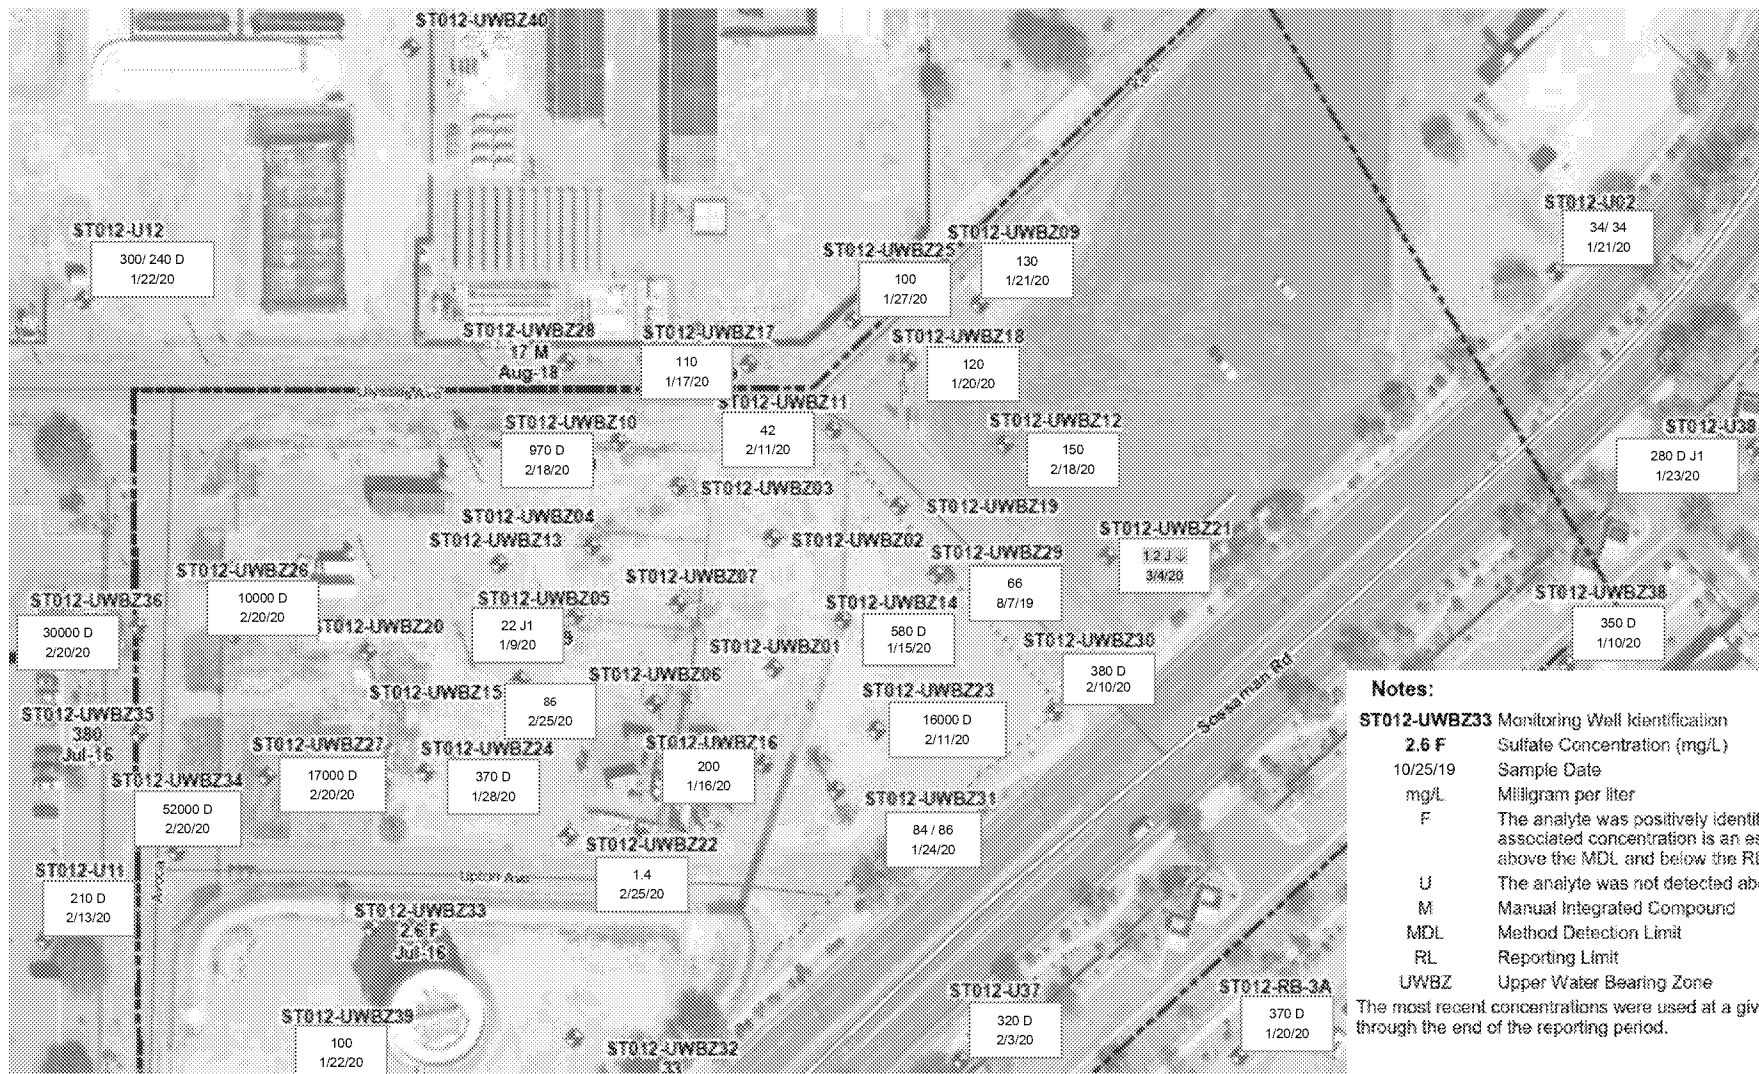 ST012-UWBZ40
ST012-U12
300/ 240 D
1/22/20
ST012-U02
34/ 34
1/21/20
ST012-UWBZ25
100
1/27/20
ST012-UWBZ09
130
1/21/20
ST012-UWBZ28
17 M
Aug-18
ST012-UWBZ17
110
1/17/20
ST012-UWBZ18
120
1/20/20
ST012-UWBZ11
42
2/11/20
ST012-UWBZ10
970 D
2/18/20
ST012-UWBZ12
150
2/18/20
ST012-U38
280 D J1
1/23/20
ST012-UWBZ03
ST012-UWBZ19
ST012-UWBZ04
ST012-UWBZ13
ST012-UWBZ02
ST012-UWBZ21
1.2 J
3/4/20
ST012-UWBZ29
66
8/7/19
ST012-UWBZ26
10000 D
2/20/20
ST012-UWBZ07
ST012-UWBZ36
30000 D
2/20/20
ST012-UWBZ05
22 J1
1/9/20
ST012-UWBZ14
580 D
1/15/20
ST012-UWBZ38
350 D
1/10/20
ST012-UWBZ20
ST012-UWBZ01
ST012-UWBZ30
380 D
2/10/20
ST012-UWBZ06
ST012-UWBZ15
86
2/25/20
ST012-UWBZ23
16000 D
2/11/20
Sossaman Rd
ST012-UWBZ35
380
Jul-16
ST012-UWBZ27
17000 D
2/20/20
ST012-UWBZ24
370 D
1/28/20
ST012-UWBZ16
200
1/16/20
ST012-UWBZ34
52000 D
2/20/20
ST012-UWBZ31
84 / 86
1/24/20
ST012-UWBZ22
1.4
2/25/20
ST012-U11
210 D
2/13/20
Upton Ave
ST012-UWBZ33
2.6 F
Jul-16
ST012-U37
320 D
2/3/20
ST012-RB-3A
370 D
1/20/20
ST012-UWBZ39
100
1/22/20
ST012-UWBZ32
33
Notes:
ST012-UWBZ33 Monitoring Well Identification
2.6 F Sulfate Concentration (mg/L)
10/25/19 Sample Date
mg/L Milligram per liter
F The analyte was positively identif
associated concentration is an es
above the MDL and below the RL
U The analyte was not detected abo
M Manual Integrated Compound
MDL Method Detection Limit
RL Reporting Limit
UWBZ Upper Water Bearing Zone
The most recent concentrations were used at a giv
through the end of the reporting period.